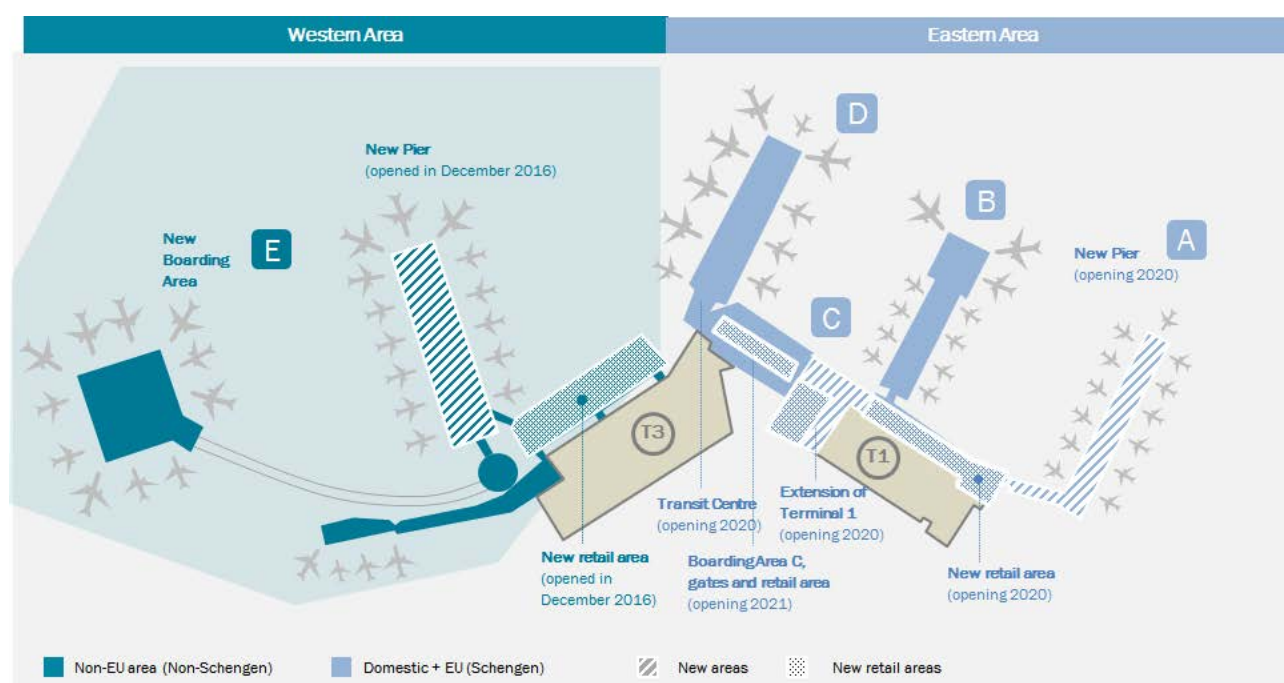 Western Area
Eastern Area
D
New Pier
(opened in December 2016)
B
A
New
Boarding
Area
E
New Pier
(opening 2020)
C
T3
T1
Transit Centre
(opening 2020)
Extension of
Terminal 1
(opening 2020)
New retail area
(opened in
December 2016)
Boarding Area C,
gates and retail area
(opening 2021)
New retail area
(opening 2020)
Non-EU area (Non-Schengen)
Domestic + EU (Schengen)
New areas
New retail areas